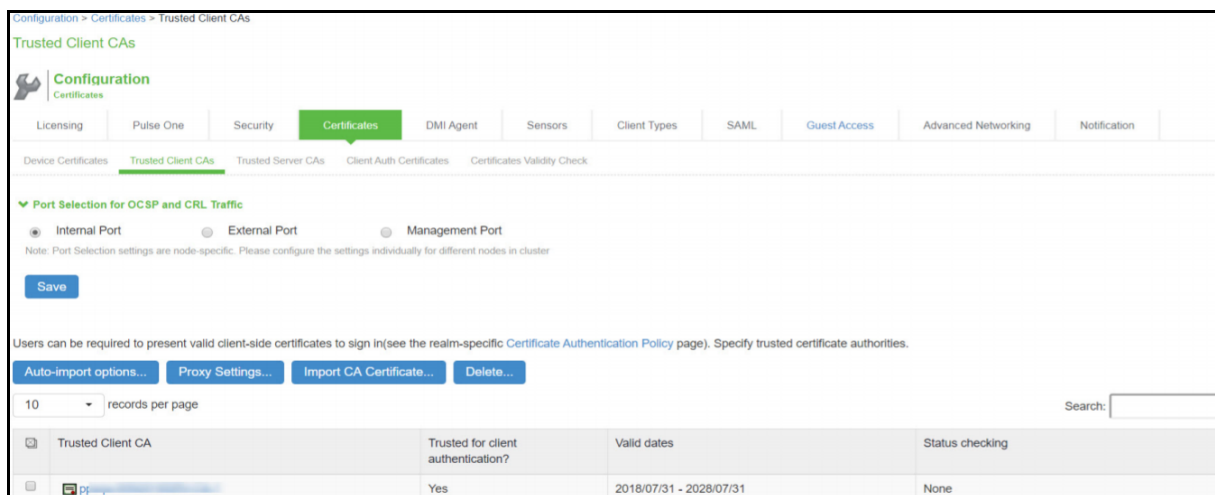 Configuration > Certificates > Trusted Client CAs
Trusted Client CAs
Configuration
Certificates
Licensing Pulse One Security Certificates DMI Agent Sensors Client Types SAML Guest Access Advanced Networking Notification
Device Certificates Trusted Client CAs Trusted Server CAs Client Auth Certificates Certificates Validity Check
Port Selection for OCSP and CRL Traffic
Internal Port External Port Management Port
Note: Port Selection settings are node-specific. Please configure the settings individually for different nodes in cluster
Save
Users can be required to present valid client-side certificates to sign in(see the realm-specific Certificate Authentication Policy page). Specify trusted certificate authorities.
Auto-import options... Proxy Settings... Import CA Certificate... Delete...
10 records per page Search:
Trusted Client CA Trusted for client authentication? Valid dates Status checking
Yes 2018/07/31 - 2028/07/31 None